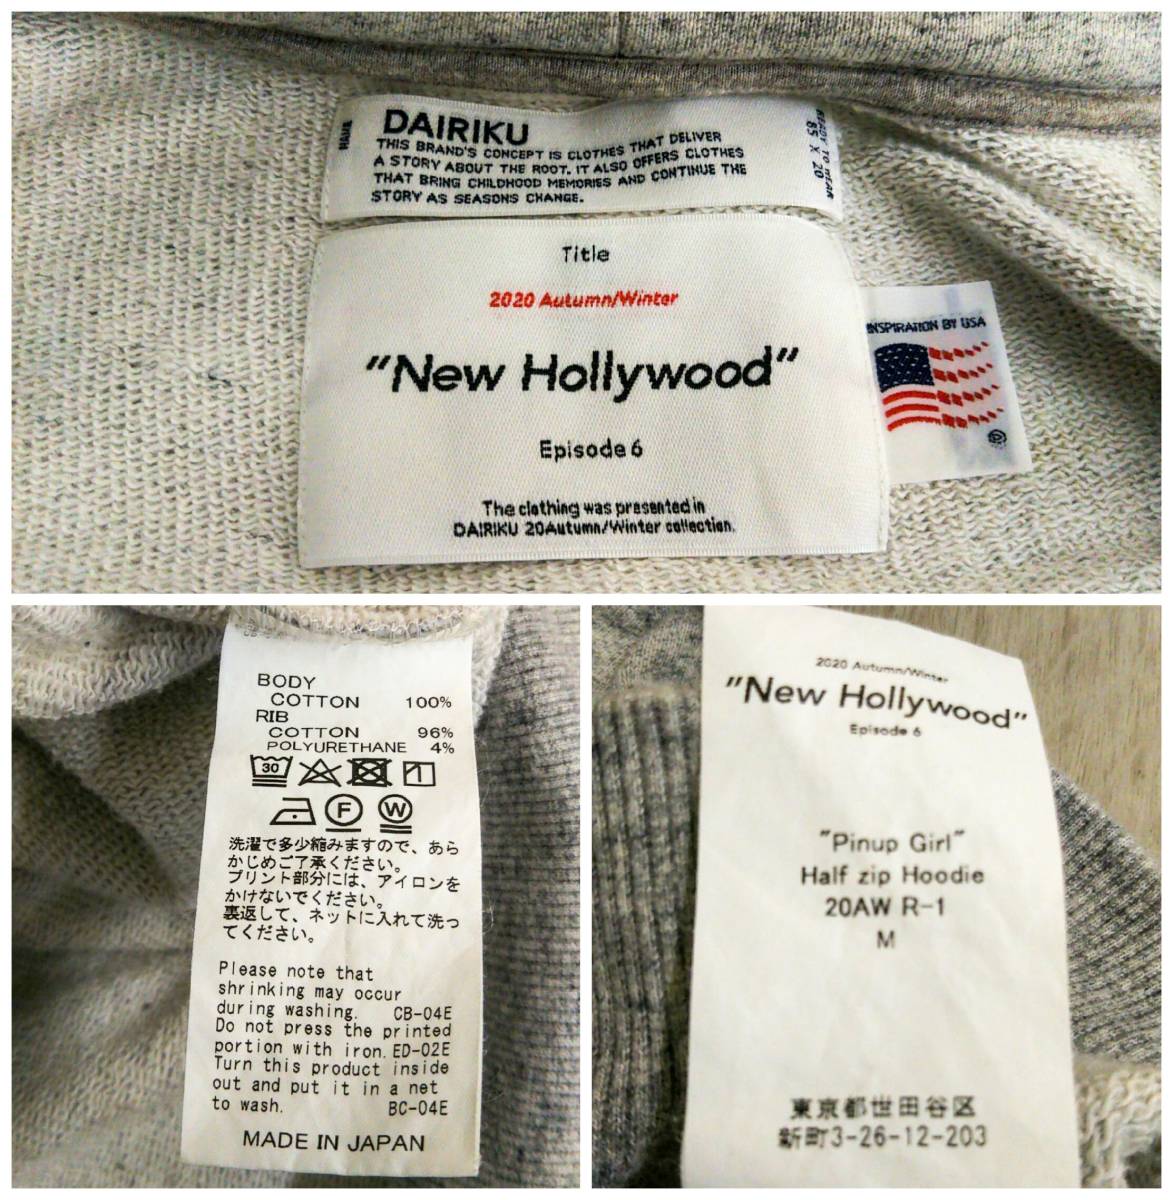 NAME
DAIRIKU
THIS BRAND'S CONCEPT IS CLOTHES THAT DELIVER
A STORY ABOUT THE ROOT. IT ALSO OFFERS CLOTHES
THAT BRING CHILDHOOD MEMORIES AND CONTINUE THE
STORY AS SEASONS CHANGE.
READY TO WEAR
85 X 20
Title
2020 Autumn/Winter
"New Hollywood"
Episode 6
The clothing was presented in
DAIRIKU 20Autumn/Winter collection.
INSPIRATION BY USA
BODY
COTTON 100%
RIB
COTTON 96%
POLYURETHANE 4%
30
F
W
洗濯で多少縮みますので、あら
かじめご了承ください。
プリント部分には、アイロンを
かけないでください。
裏返して、ネットに入れて洗っ
てください。
Please note that
shrinking may occur
during washing. CB-04E
Do not press the printed
portion with iron. ED-02E
Turn this product inside
out and put it in a net
to wash. BC-04E
MADE IN JAPAN
2020 Autumn/Winter
"New Hollywood"
Episode 6
"Pinup Girl"
Half zip Hoodie
20AW R-1
M
東京都世田谷区
新町3-26-12-203